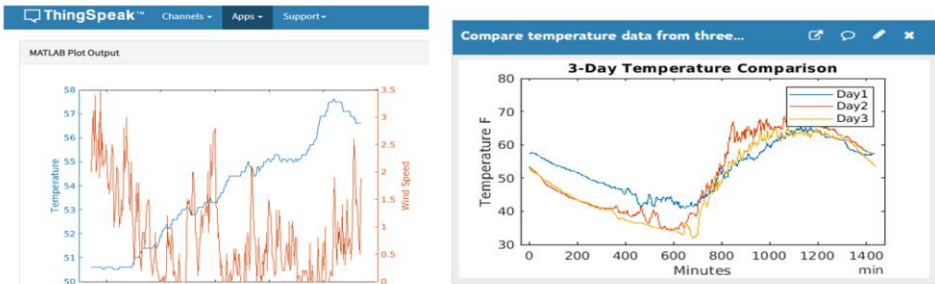 ThingSpeak™ Channels Apps Support
MATLAB Plot Output
58
57
56
55
54
53
52
51
50
Temperature
3.5
3
2.5
2
1.5
1
0.5
0
Wind Speed
Compare temperature data from three...
3-Day Temperature Comparison
80
70
60
50
40
30
Temperature F
Day1
Day2
Day3
0 200 400 600 800 1000 1200 1400
Minutes min